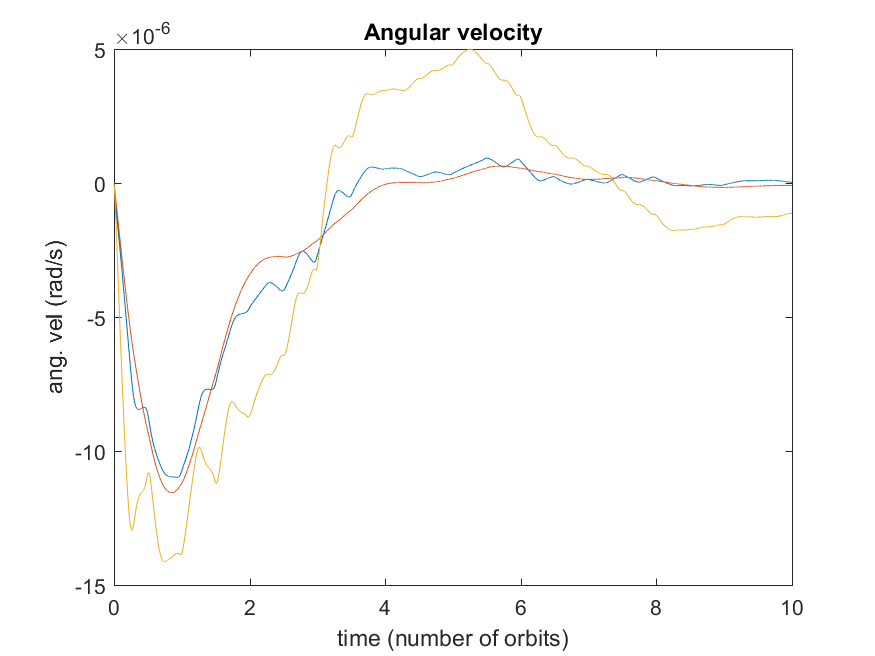 Angular velocity
×10-6
5
0
-5
-10
-15
ang. vel (rad/s)
0 2 4 6 8 10
time (number of orbits)